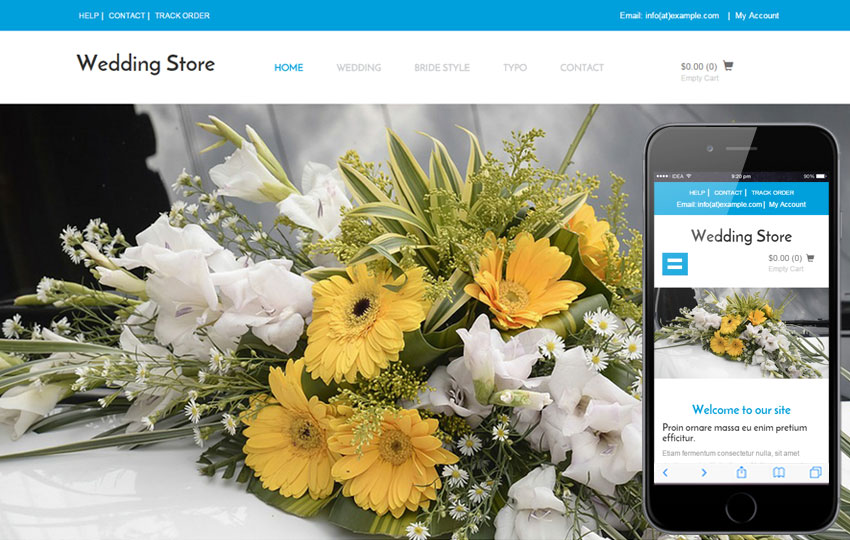 HELP | CONTACT | TRACK ORDER
Email: info(at)example.com | My Account
Wedding Store
HOME WEDDING BRIDE STYLE TYPO CONTACT
$0.00 (0)
Empty Cart
IDEA 9:20 pm 90%
HELP | CONTACT | TRACK ORDER
Email: info(at)example.com | My Account
Wedding Store
$0.00 (0)
Empty Cart
Welcome to our site
Proin ornare massa eu enim pretium
efficitur.
Etiam fermentum consectetur nulla, sit amet